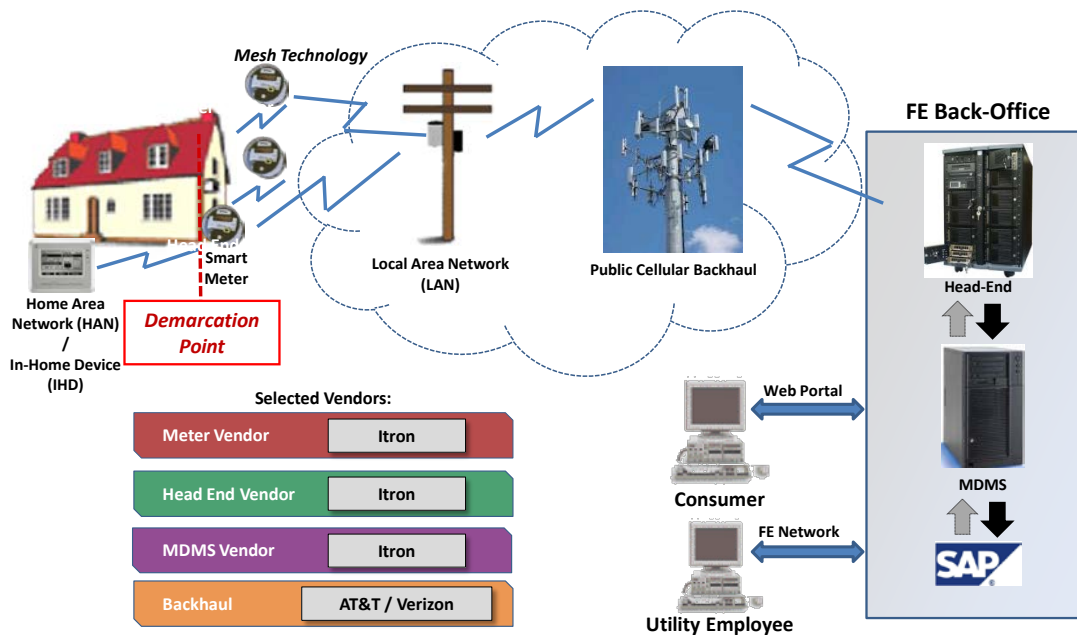 Mesh Technology
FE Back-Office
Head End
Smart
Meter
Local Area Network
(LAN)
Public Cellular Backhaul
Head-End
Home Area
Network (HAN)
/
In-Home Device
(IHD)
Demarcation
Point
MDMS
SAP
®
Web Portal
Consumer
FE Network
Utility Employee
Selected Vendors:
Meter Vendor
Itron
Head End Vendor
Itron
MDMS Vendor
Itron
Backhaul
AT&T / Verizon